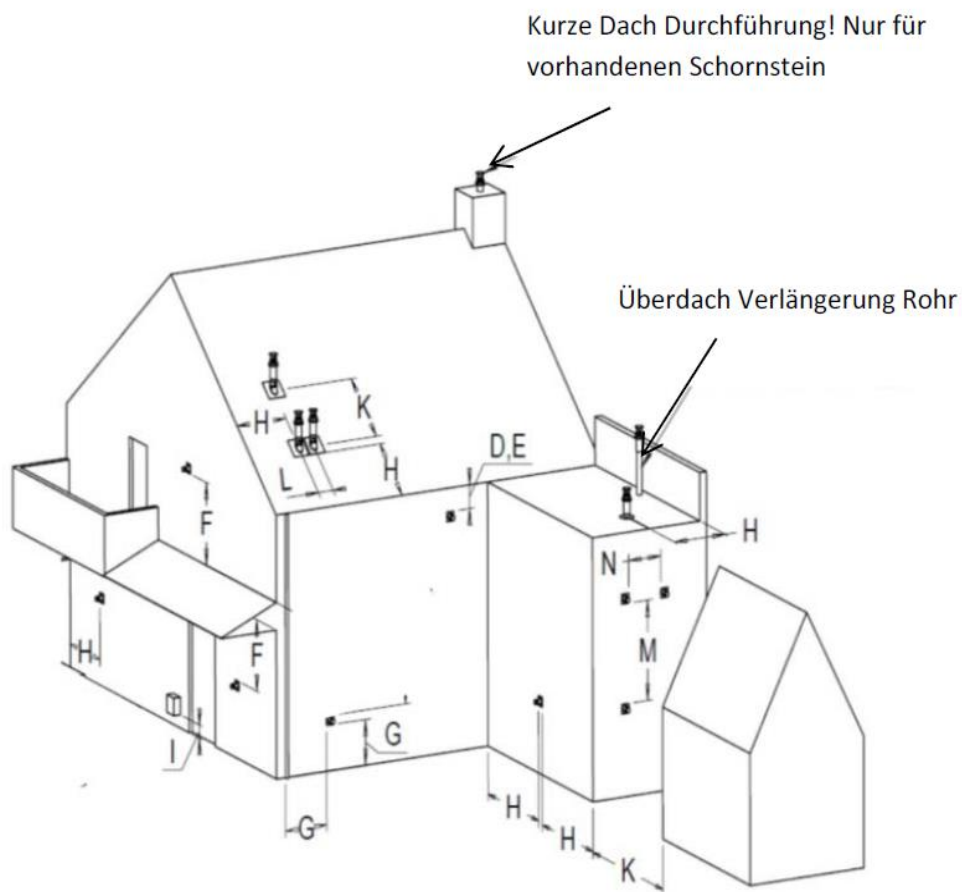 Kurze Dach Durchführung! Nur für
vorhandenen Schornstein
Überdach Verlängerung Rohr
K
H
D,E
H
L
F
H
N
M
F
H
G
I
G
H
H
K